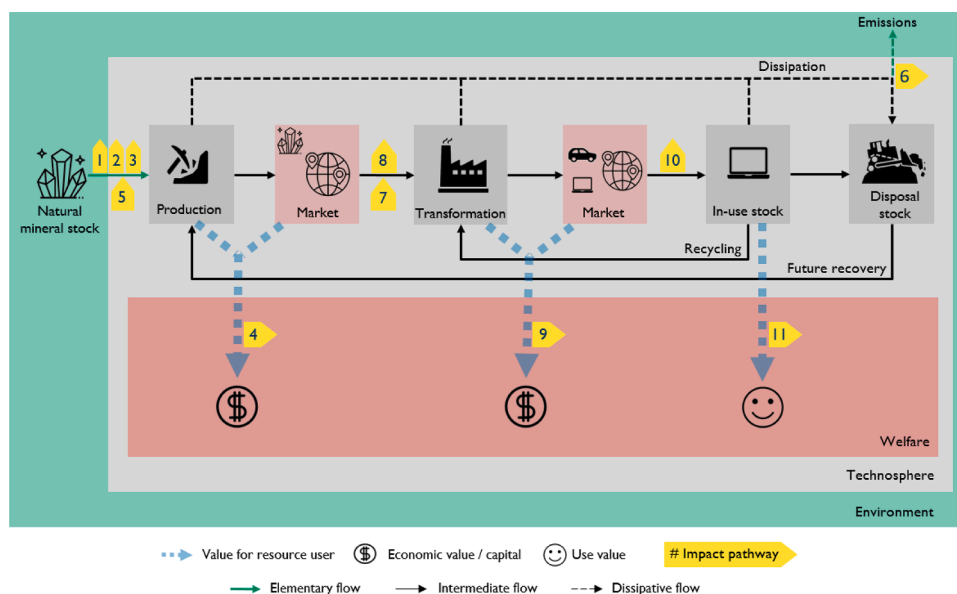 Emissions
Dissipation
6
1 2 3
8
10
5
7
Natural
mineral stock
Production
Market
Transformation
Market
In-use stock
Disposal
stock
Recycling
Future recovery
4
9
11
$
$
Welfare
Technosphere
Environment
Value for resource user
$
Economic value / capital
Use value
# Impact pathway
Elementary flow
Intermediate flow
Dissipative flow